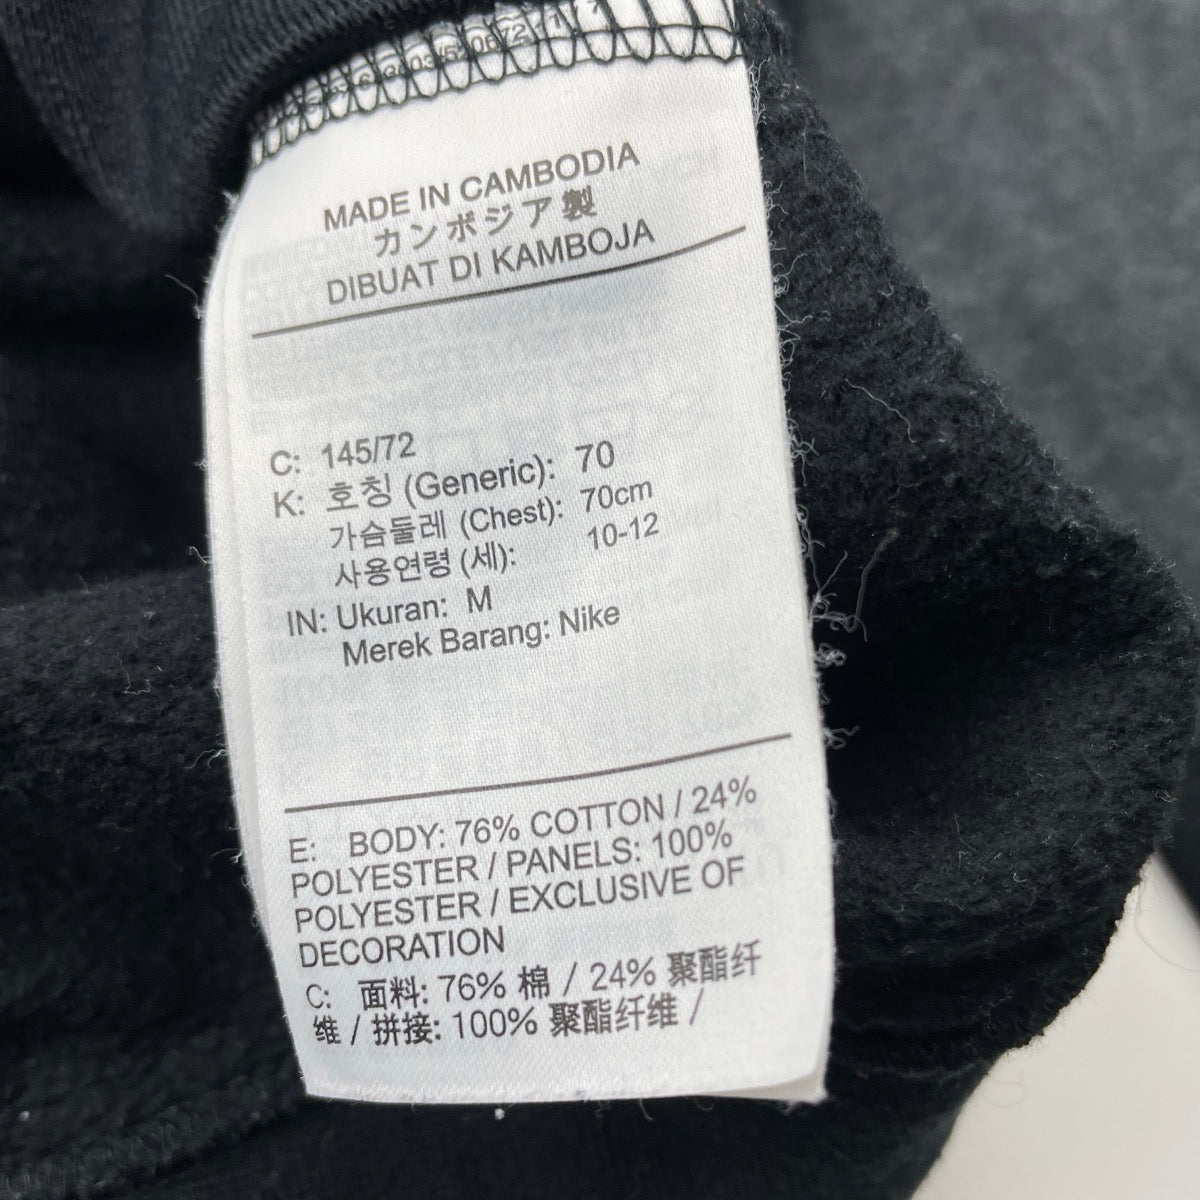 MADE IN CAMBODIA
カンボジア製
DIBUAT DI KAMBOJA
C: 145/72
K: 호칭 (Generic): 70
가슴둘레 (Chest): 70cm
사용연령 (세): 10-12
IN: Ukuran: M
Merek Barang: Nike
E: BODY: 76% COTTON / 24%
POLYESTER / PANELS: 100%
POLYESTER / EXCLUSIVE OF
DECORATION
C: 面料: 76% 棉 / 24% 聚酯纤
维 / 拼接: 100% 聚酯纤维 /